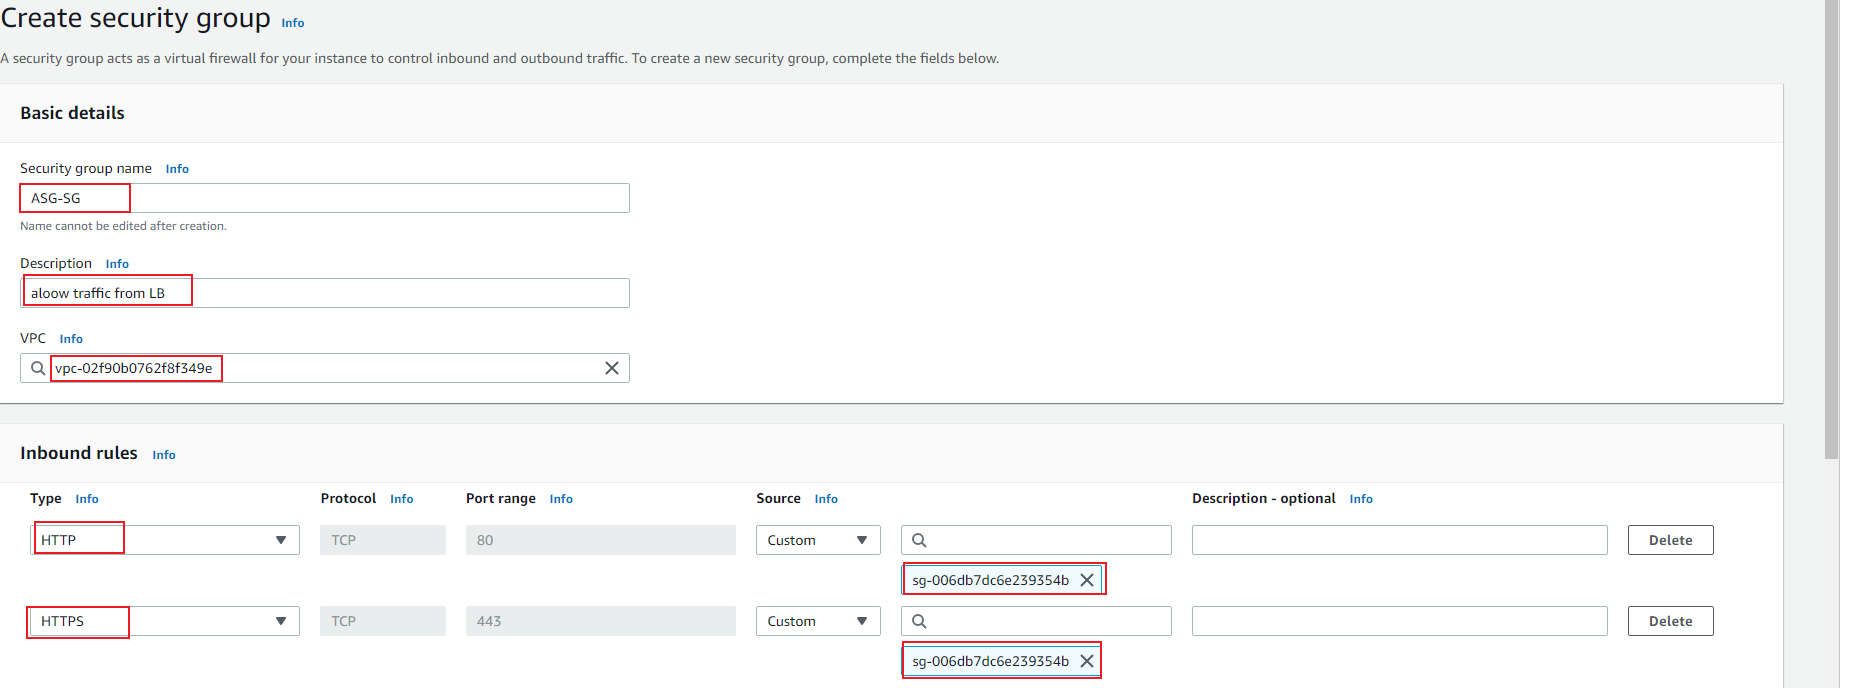 Create security group Info
A security group acts as a virtual firewall for your instance to control inbound and outbound traffic. To create a new security group, complete the fields below.
Basic details
Security group name Info
ASG-SG
Name cannot be edited after creation.
Description Info
aloow traffic from LB
VPC Info
vpc-02f90b0762f8f349e
Inbound rules Info
Type Info Protocol Info Port range Info Source Info Description - optional Info
HTTP TCP 80 Custom Delete
sg-006db7dc6e239354b
HTTPS TCP 443 Custom Delete
sg-006db7dc6e239354b